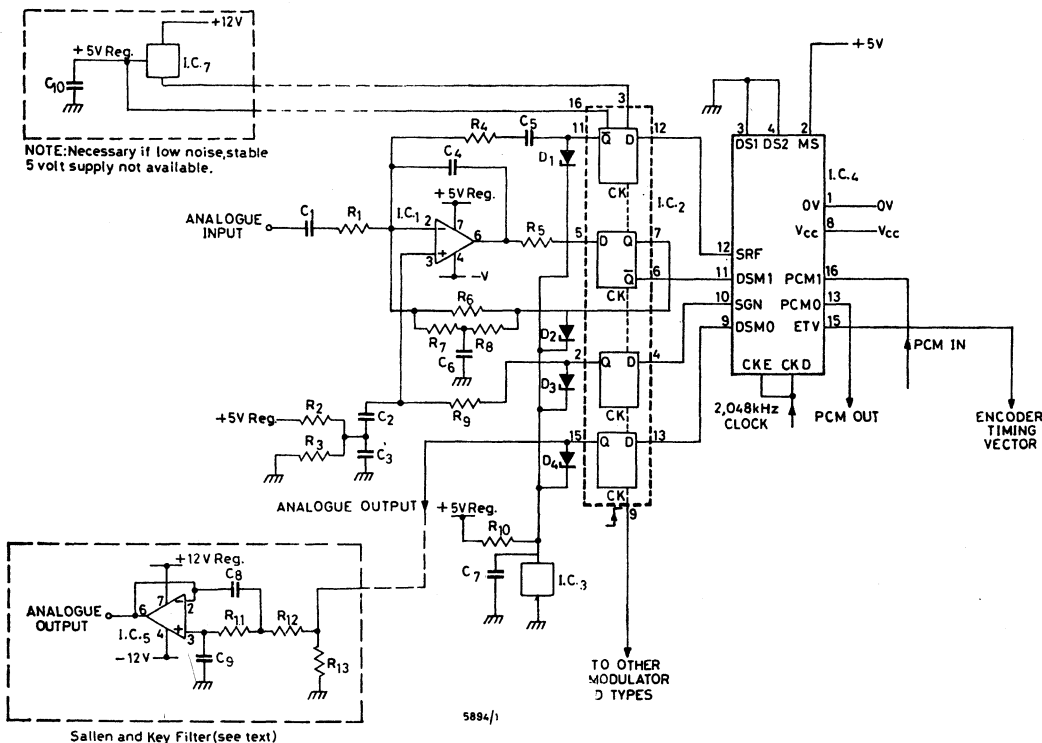 +12V
+5V Reg.
I.C.7
C10
NOTE:Necessary if low noise,stable
5 volt supply not available.
3
16
R4
C5
11
Q̅
D
12
D1
CK
C4
+5V Reg.
I.C.2
ANALOGUE
INPUT
C1
R1
I.C.1
2
−
7
6
3
+
4
−V
R5
5
D
Q
7
Q̅
6
CK
R6
R7
R8
C6
D2
2
Q
D
4
D3
CK
+5V Reg.
R2
R3
C2
C3
R9
15
Q
D
13
D4
CK
9
ANALOGUE OUTPUT
+5V Reg.
R10
C7
I.C.3
TO OTHER
MODULATOR
D TYPES
+5V
3
4
2
DS1
DS2
MS
I.C.4
1
0V
0V
8
Vcc
Vcc
12
SRF
11
DSM1
PCM1
16
10
SGN
PCM0
13
9
DSM0
ETV
15
CKE
CKD
2,048kHz
CLOCK
PCM IN
PCM OUT
ENCODER
TIMING
VECTOR
+12V Reg.
C8
ANALOGUE
OUTPUT
6
7
−
2
I.C.5
4
+
3
R11
R12
−12V
C9
R13
5894/1
Sallen and Key Filter(see text)